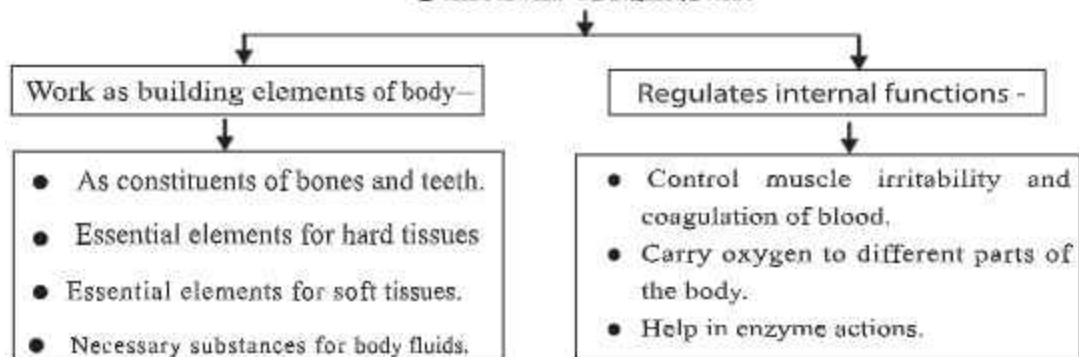 Work as building elements of body–
Regulates internal functions -
● As constituents of bones and teeth.
● Essential elements for hard tissues
● Essential elements for soft tissues.
● Necessary substances for body fluids.
● Control muscle irritability and
coagulation of blood.
● Carry oxygen to different parts of
the body.
● Help in enzyme actions.